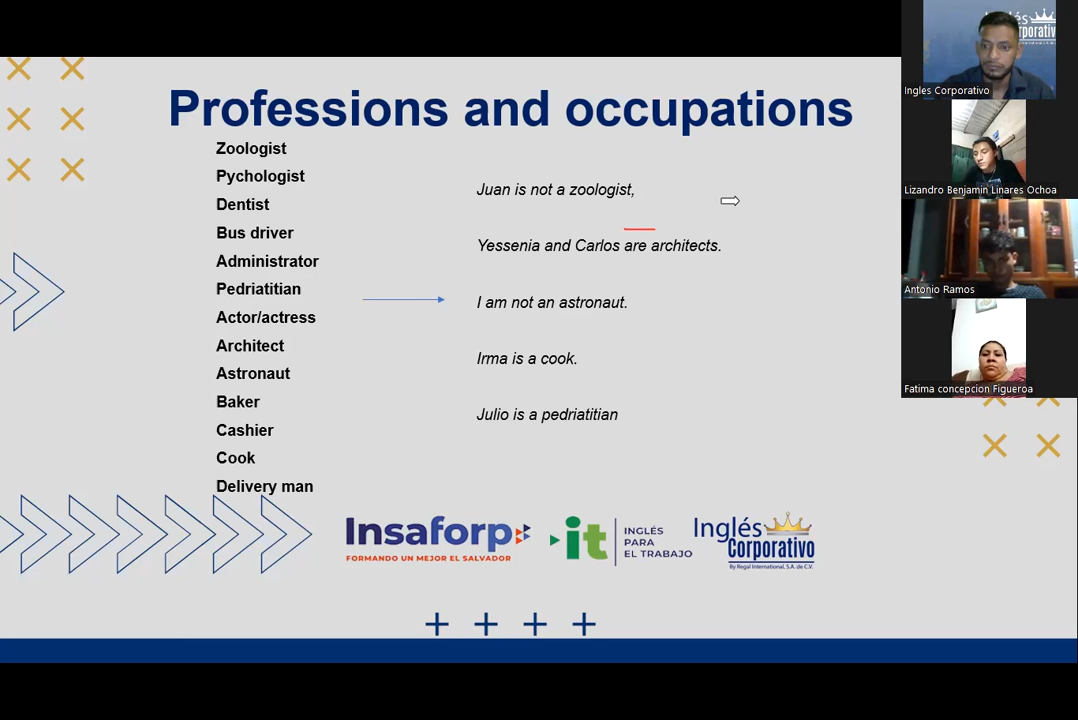 Professions and occupations
Zoologist
Pychologist
Dentist
Bus driver
Administrator
Pedriatitian
Actor/actress
Architect
Astronaut
Baker
Cashier
Cook
Delivery man
Juan is not a zoologist,
Yessenia and Carlos are architects.
I am not an astronaut.
Irma is a cook.
Julio is a pedriatitian
Insaforp
FORMANDO UN MEJOR EL SALVADOR
it
INGLÉS
PARA
EL TRABAJO
Inglés
Corporativo
By Regal International, S.A. de C.V.
Ingles Corporativo
Lizandro Benjamin Linares Ochoa
Antonio Ramos
Fatima concepcion Figueroa